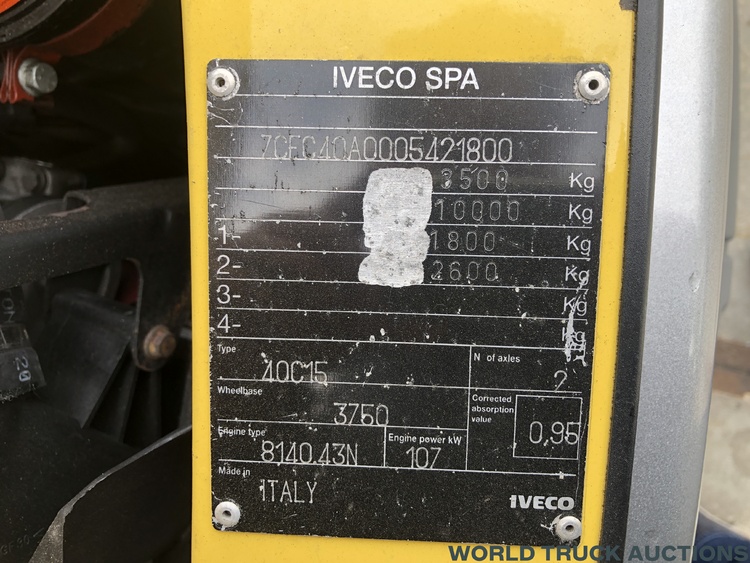 IVECO SPA
ZCFC40A0005421800
3500 Kg
10000 Kg
1- 1800 Kg
2- 2600 Kg
3- Kg
4- Kg
Type
40C15
N of axles
2
Wheelbase
3750
Corrected absorption value
0,95
Engine type
8140.43N
Engine power kW
107
Made in
ITALY
IVECO
WORLD TRUCK AUCTIONS